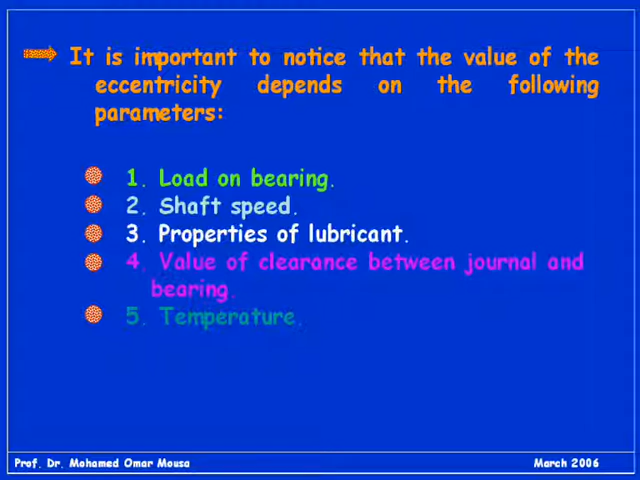 It is important to notice that the value of the
eccentricity depends on the following
parameters:
1. Load on bearing.
2. Shaft speed.
3. Properties of lubricant.
4. Value of clearance between journal and
bearing.
5. Temperature.
Prof. Dr. Mohamed Omar Mousa
March 2006